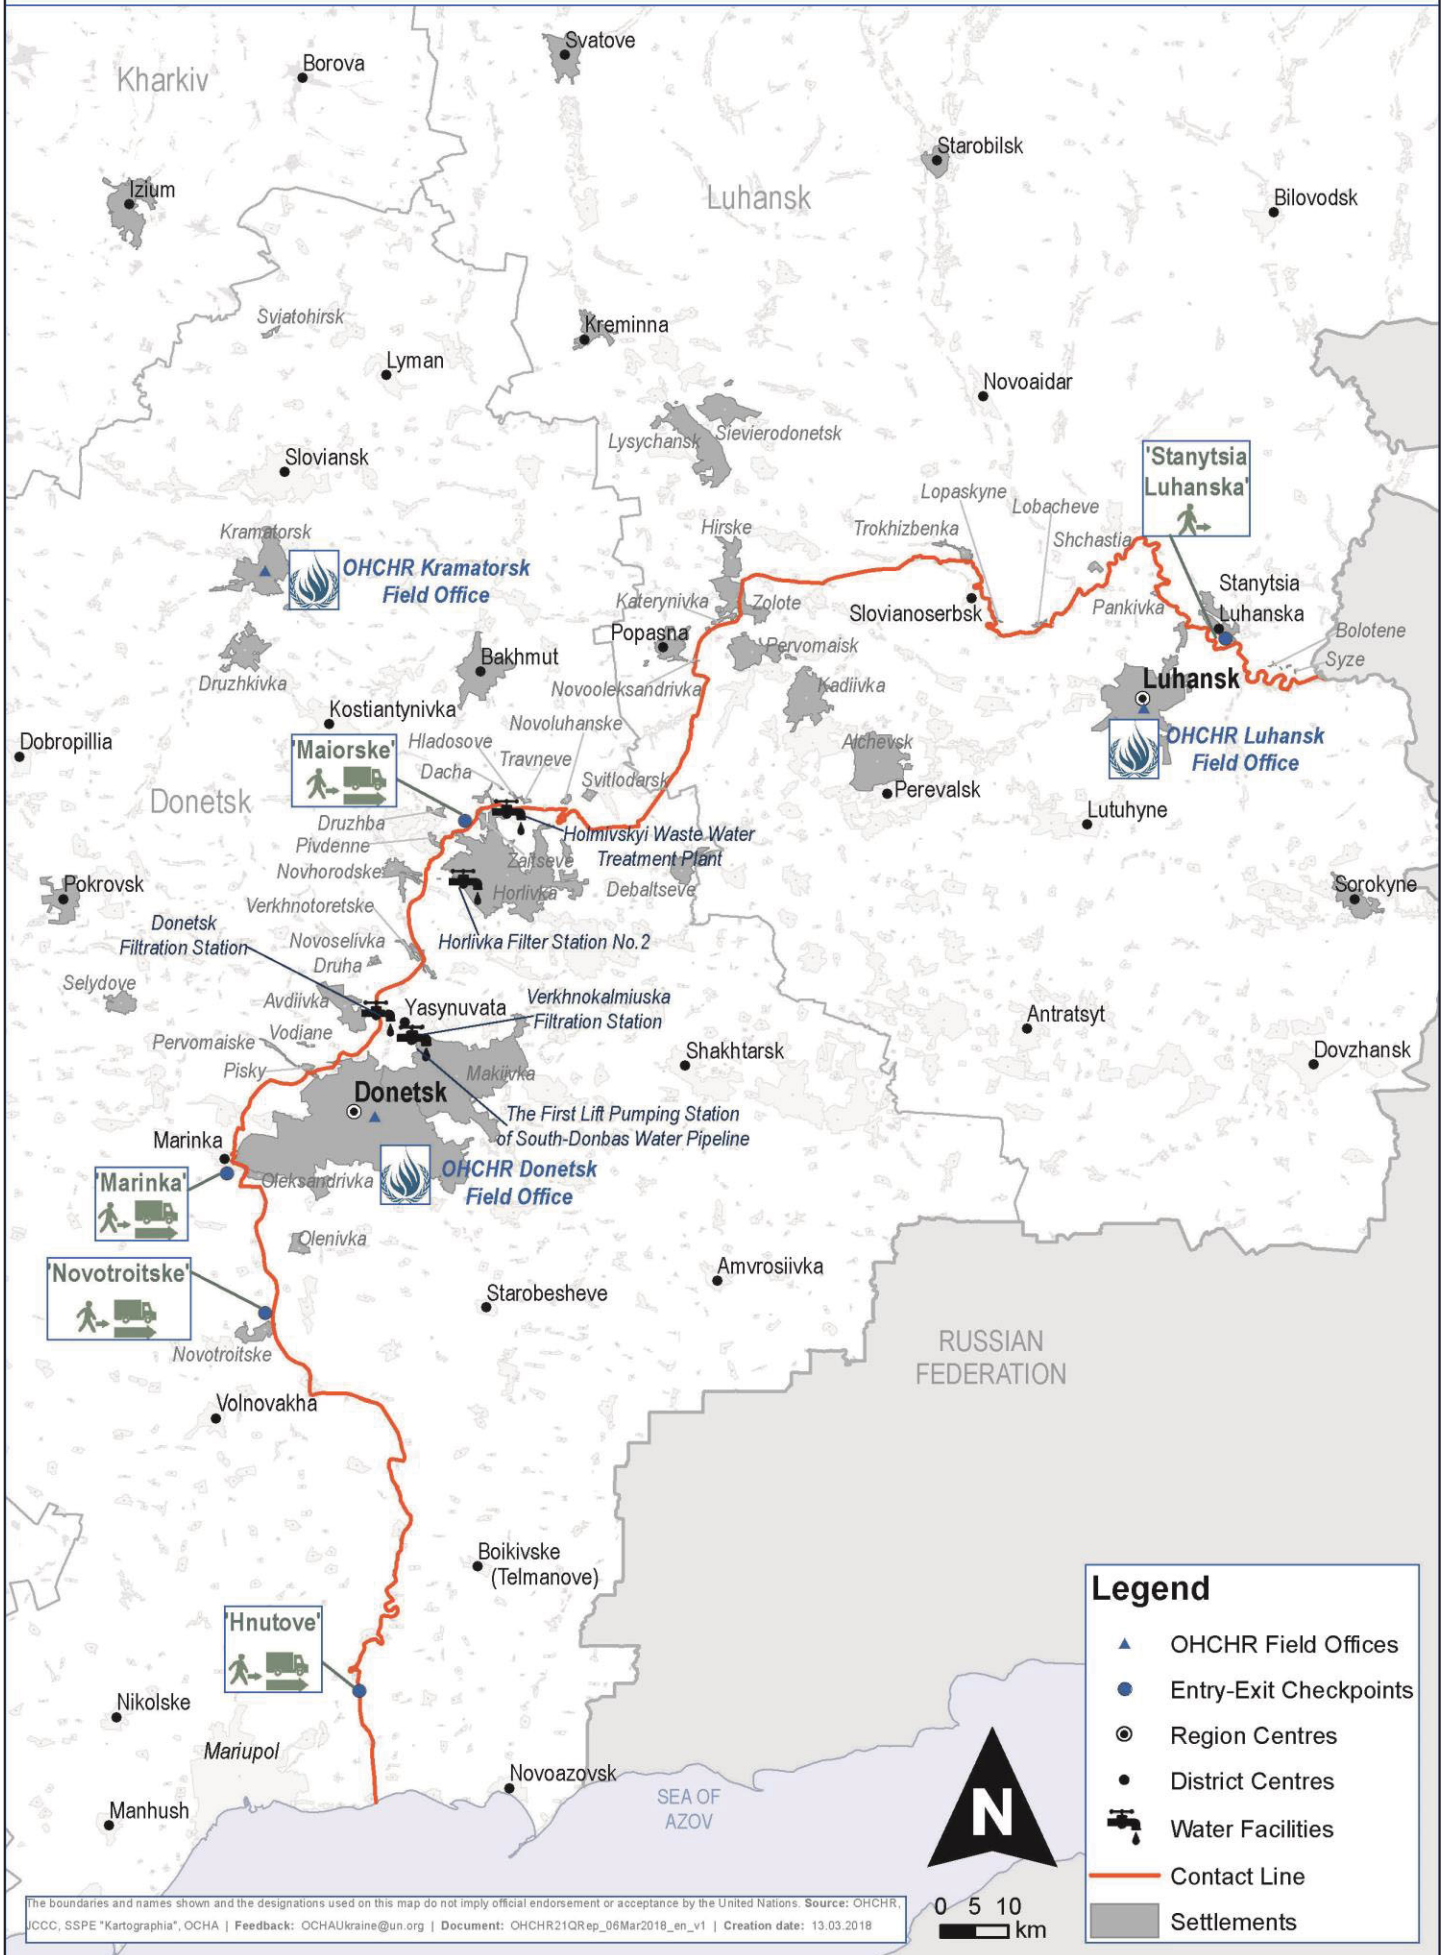 Svatove
Borova
Kharkiv
Starobilsk
Izium
Luhansk
Bilovodsk
Sviatohirsk
Kreminna
Lyman
Novoaidar
Lysychansk
Sievierodonetsk
Sloviansk
'Stanytsia
Luhanska'
Lopaskyne
Lobacheve
Kramatorsk
Hirske
Trokhizbenka
Shchastia
OHCHR Kramatorsk
Field Office
Stanytsia
Luhanska
Katerynivka
Zolote
Slovianoserbsk
Pankivka
Popasna
Bolotene
Pervomaisk
Syze
Bakhmut
Druzhkivka
Novooleksandrivka
Kadiivka
Luhansk
Kostiantynivka
Novoluhanske
Dobropillia
'Maiorske'
Hladosove
Travneve
Alchevsk
OHCHR Luhansk
Field Office
Dacha
Svitlodarsk
Perevalsk
Donetsk
Lutuhyne
Druzhba
Holmivskyi Waste Water
Treatment Plant
Pivdenne
Zaitseve
Novhorodske
Horlivka
Debaltseve
Pokrovsk
Sorokyne
Verkhnotoretske
Donetsk
Filtration Station
Novoselivka
Druha
Horlivka Filter Station No.2
Selydove
Avdiivka
Yasynuvata
Verkhnokalmiuska
Filtration Station
Antratsyt
Vodiane
Pervomaiske
Shakhtarsk
Dovzhansk
Pisky
Makiivka
Donetsk
The First Lift Pumping Station
of South-Donbas Water Pipeline
Marinka
'Marinka'
Oleksandrivka
OHCHR Donetsk
Field Office
Olenivka
'Novotroitske'
Amvrosiivka
Starobesheve
Novotroitske
RUSSIAN
FEDERATION
Volnovakha
Boikivske
(Telmanove)
'Hnutove'
Nikolske
Mariupol
Novoazovsk
Manhush
SEA OF
AZOV
N
0 5 10
km
Legend
OHCHR Field Offices
Entry-Exit Checkpoints
Region Centres
District Centres
Water Facilities
Contact Line
Settlements
The boundaries and names shown and the designations used on this map do not imply official endorsement or acceptance by the United Nations. Source: OHCHR,
JCCC, SSPE "Kartographia", OCHA | Feedback: OCHAUkraine@un.org | Document: OHCHR21QRep_06Mar2018_en_v1 | Creation date: 13.03.2018